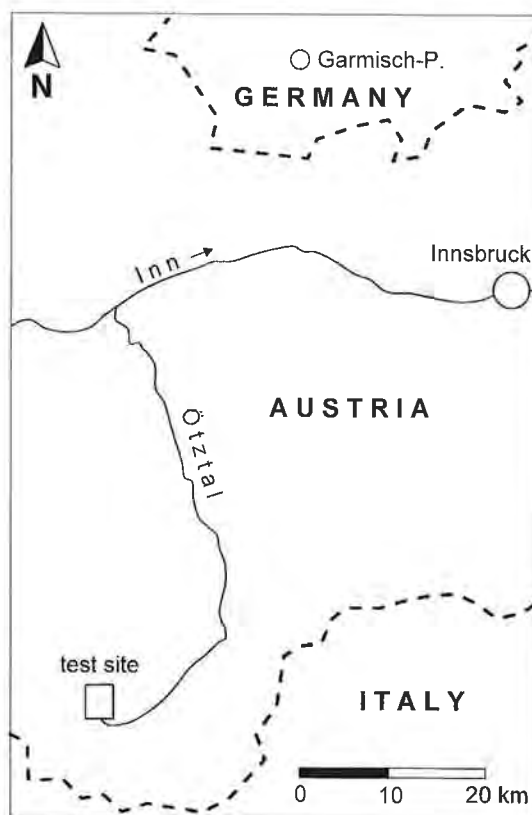 Garmisch-P.
N
GERMANY
Inn →
Innsbruck
AUSTRIA
Ötztal
test site
ITALY
0 10 20 km